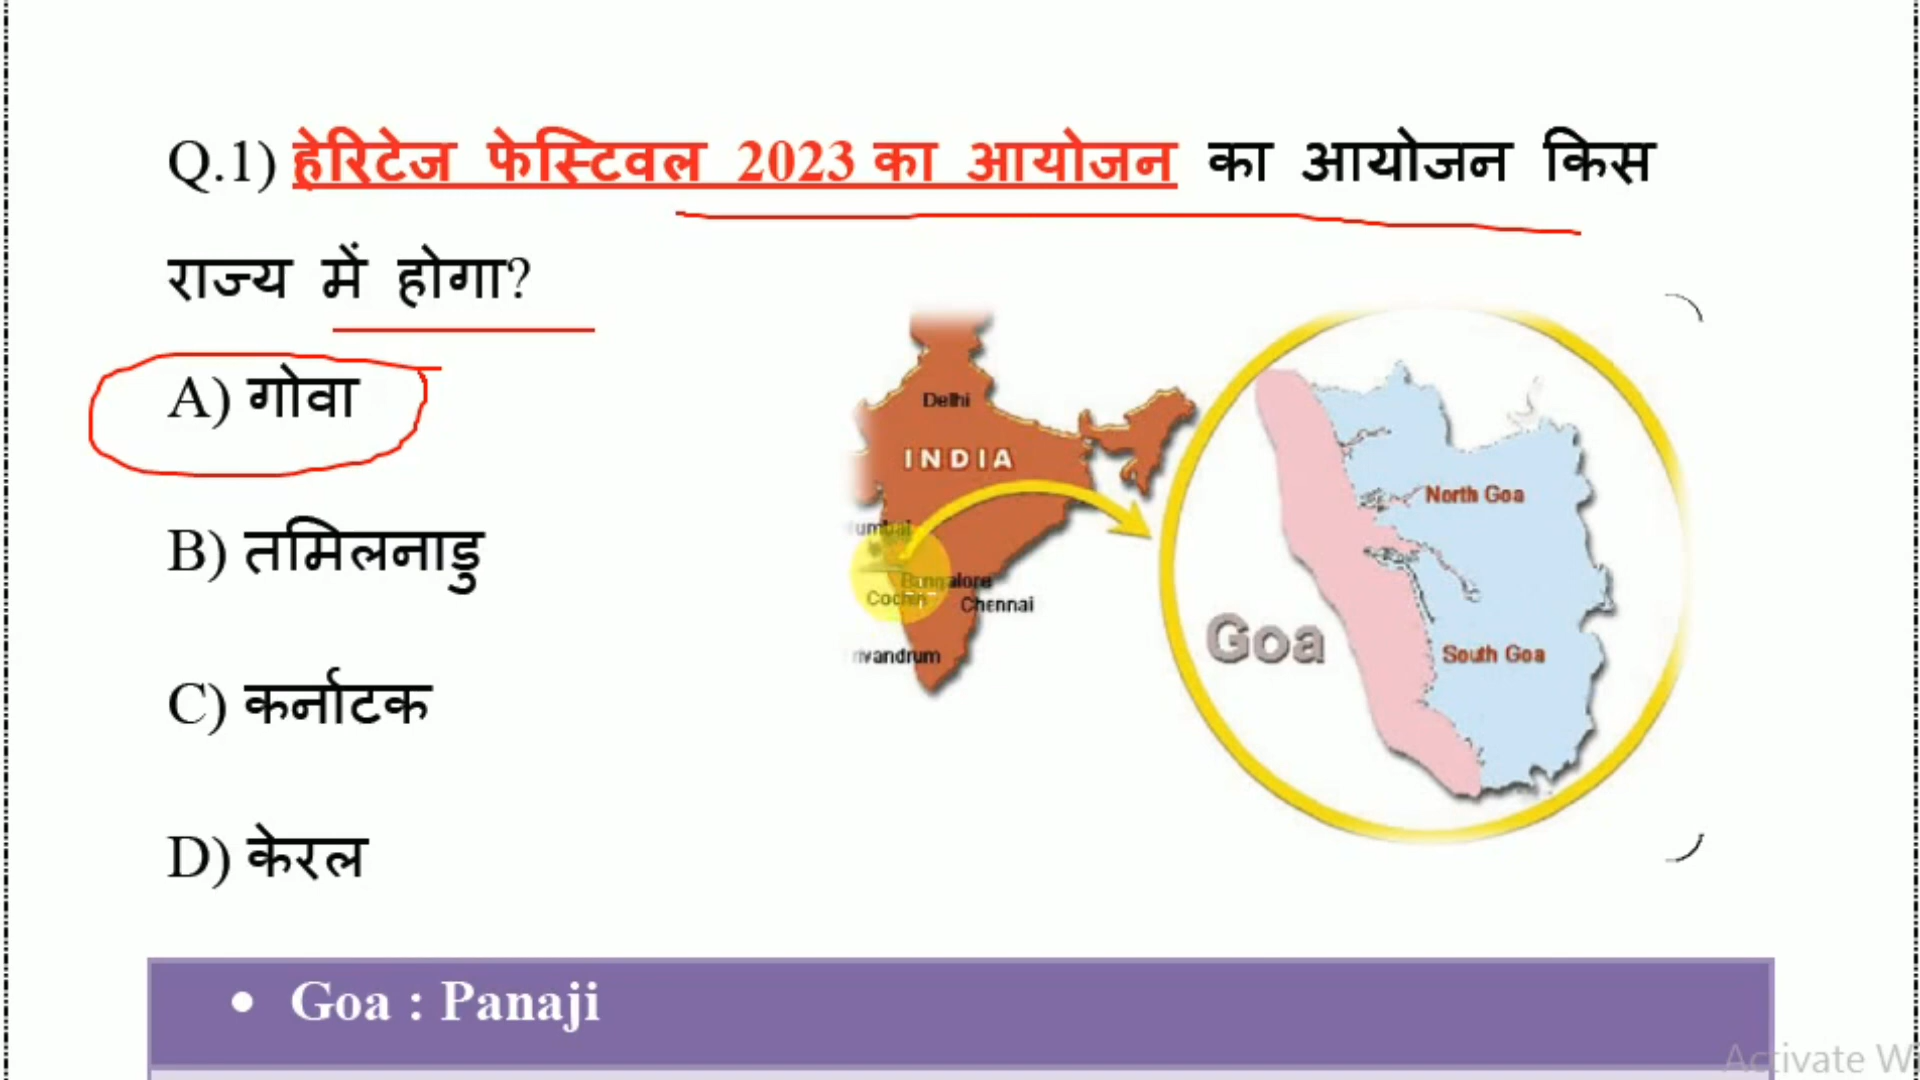 Q.1) हेरिटेज फेस्टिवल 2023 का आयोजन का आयोजन किस
राज्य में होगा?
A) गोवा
B) तमिलनाडु
C) कर्नाटक
D) केरल
Delhi
INDIA
Bangalore
Cochin
Chennai
North Goa
Goa
South Goa
• Goa : Panaji
Activate